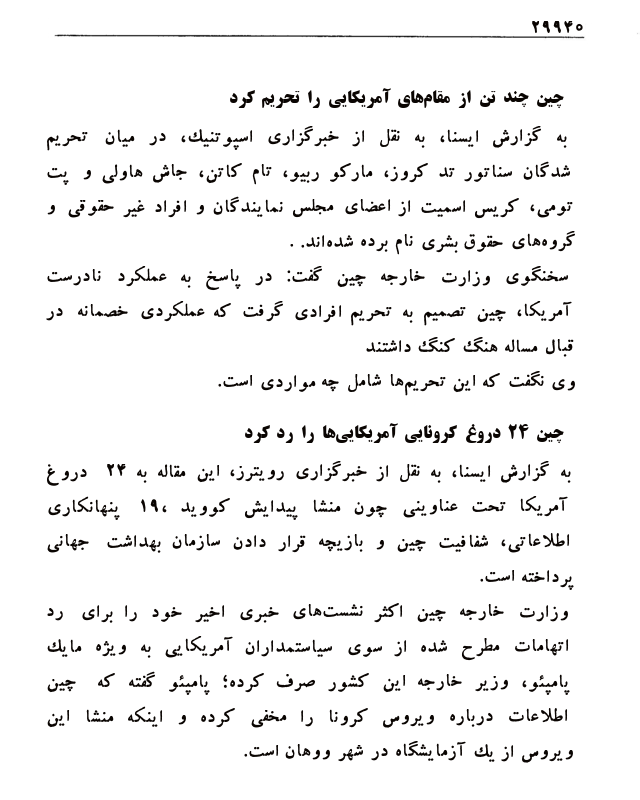 ۲۹۹۴۰
چین چند تن از مقام‌های آمریکایی را تحریم کرد
به گزارش ایسنا، به نقل از خبرگزاری اسپوتنیك، در میان تحریم
شدگان سناتور تد کروز، مارکو ربیو، تام کاتن، جاش هاولی و پت
تومی، کریس اسمیت از اعضای مجلس نمایندگان و افراد غیر حقوقی و
گروه‌های حقوق بشری نام برده شده‌اند. .
سخنگوی وزارت خارجه چین گفت: در پاسخ به عملکرد نادرست
آمریکا، چین تصمیم به تحریم افرادی گرفت که عملکردی خصمانه در
قبال مساله هنگ کنگ داشتند
وی نگفت که این تحریم‌ها شامل چه مواردی است.
چین ۲۴ دروغ کرونایی آمریکایی‌ها را رد کرد
به گزارش ایسنا، به نقل از خبرگزاری رویترز، این مقاله به ۲۴ دروغ
آمریکا تحت عناوینی چون منشا پیدایش کووید ،۱۹ پنهانکاری
اطلاعاتی، شفافیت چین و بازیچه قرار دادن سازمان بهداشت جهانی
پرداخته است.
وزارت خارجه چین اکثر نشست‌های خبری اخیر خود را برای رد
اتهامات مطرح شده از سوی سیاستمداران آمریکایی به ویژه مایك
پامپئو، وزیر خارجه این کشور صرف کرده؛ پامپئو گفته که چین
اطلاعات درباره ویروس کرونا را مخفی کرده و اینکه منشا این
ویروس از یك آزمایشگاه در شهر ووهان است.